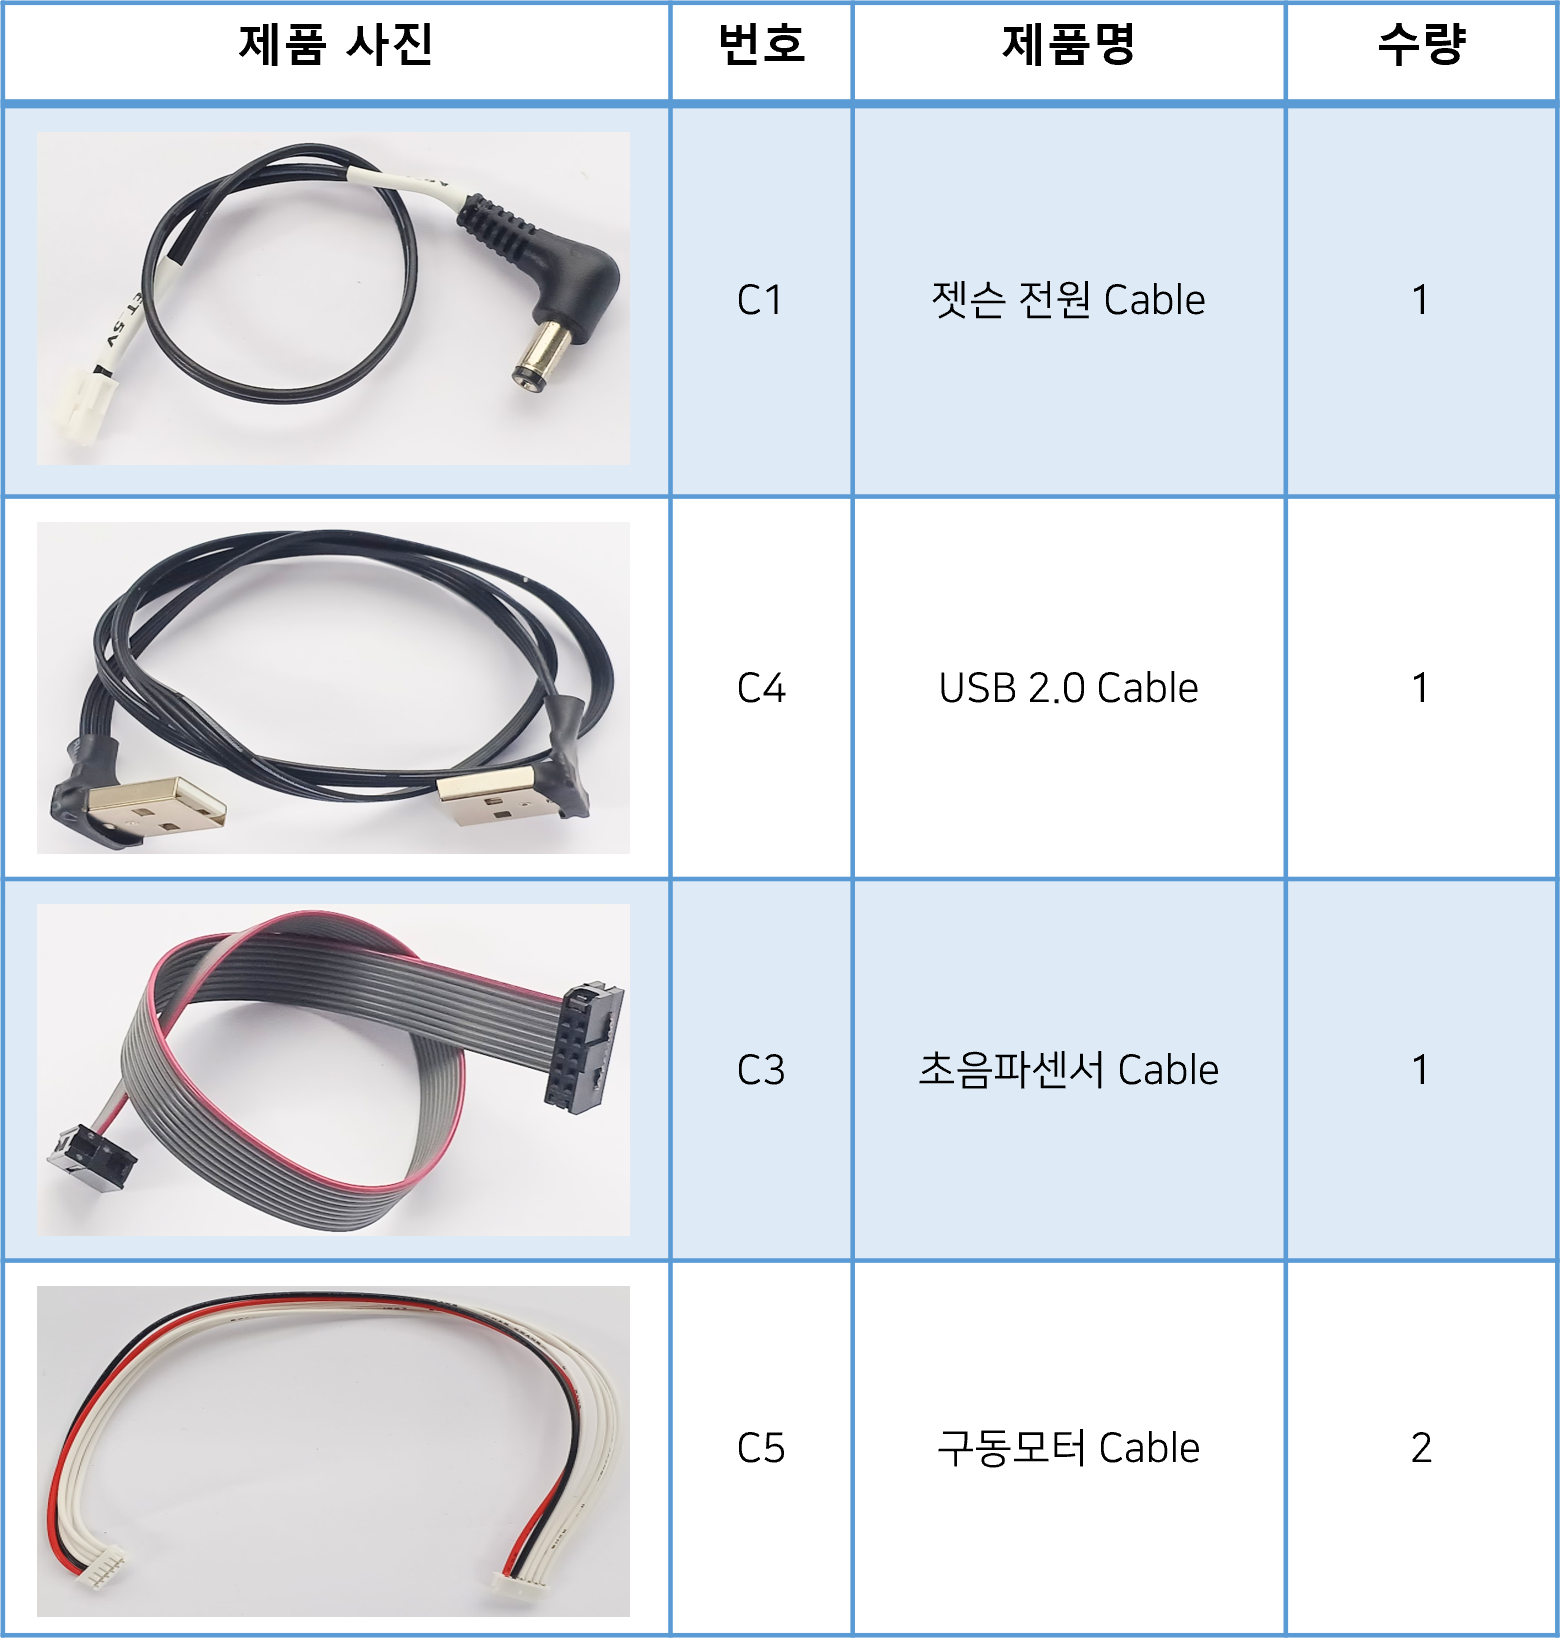 제품 사진 번호 제품명 수량
ET 5V
C1 젯슨 전원 Cable 1
C4 USB 2.0 Cable 1
C3 초음파센서 Cable 1
C5 구동모터 Cable 2